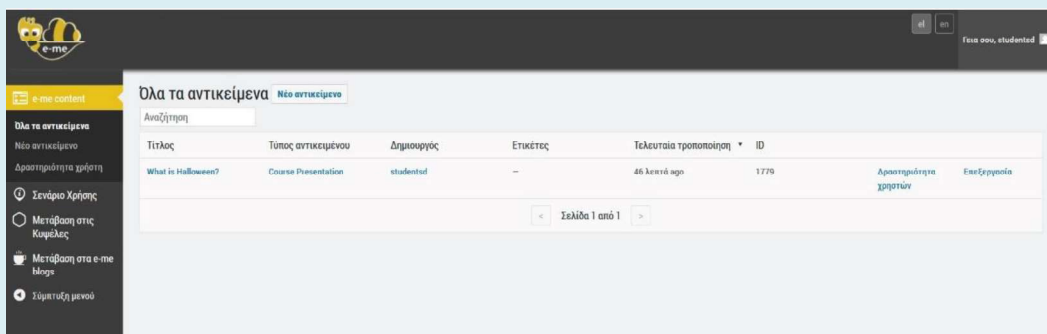 e-me
el en
Γεια σου, studentsd
e-me content
Όλα τα αντικείμενα
Νέο αντικείμενο
Δραστηριότητα χρήστη
Σενάριο Χρήσης
Μετάβαση στις
Κυψέλες
Μετάβαση στα e-me
blogs
Σύμπτυξη μενού
Όλα τα αντικείμενα Νέο αντικείμενο
Αναζήτηση
Τίτλος Τύπος αντικειμένου Δημιουργός Ετικέτες Τελευταία τροποποίηση ▼ ID
What is Halloween? Course Presentation studentsd – 46 λεπτά ago 1779 Δραστηριότητα Επεξεργασία
χρηστών
< Σελίδα 1 από 1 >